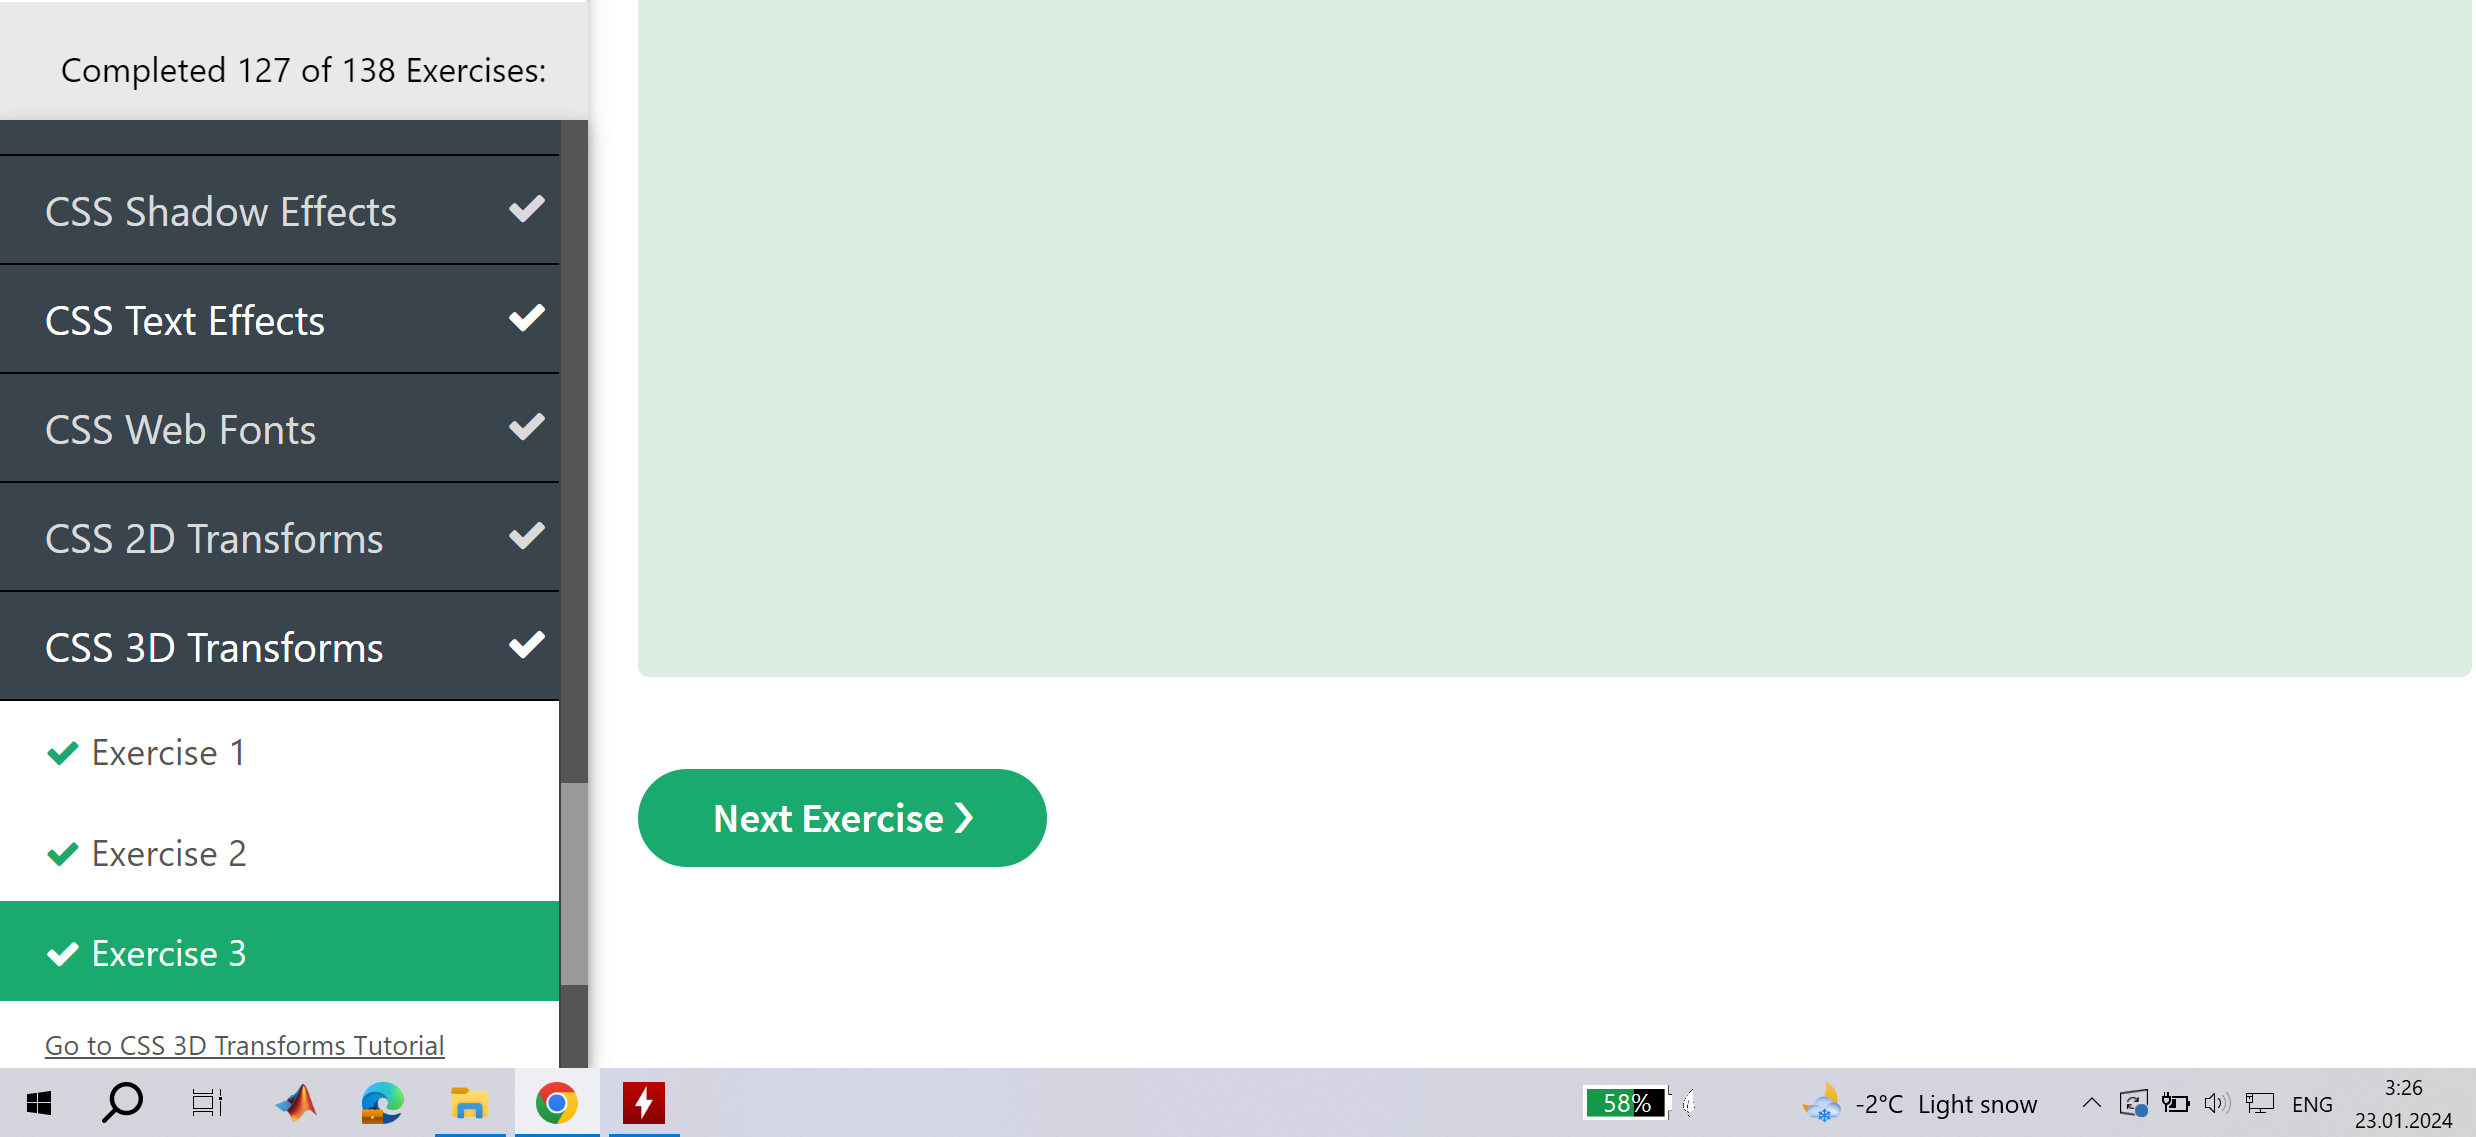 Completed 127 of 138 Exercises:
CSS Shadow Effects
CSS Text Effects
CSS Web Fonts
CSS 2D Transforms
CSS 3D Transforms
Exercise 1
Exercise 2
Exercise 3
Go to CSS 3D Transforms Tutorial
Next Exercise ❯
58%
-2°C Light snow
ENG
3:26
23.01.2024